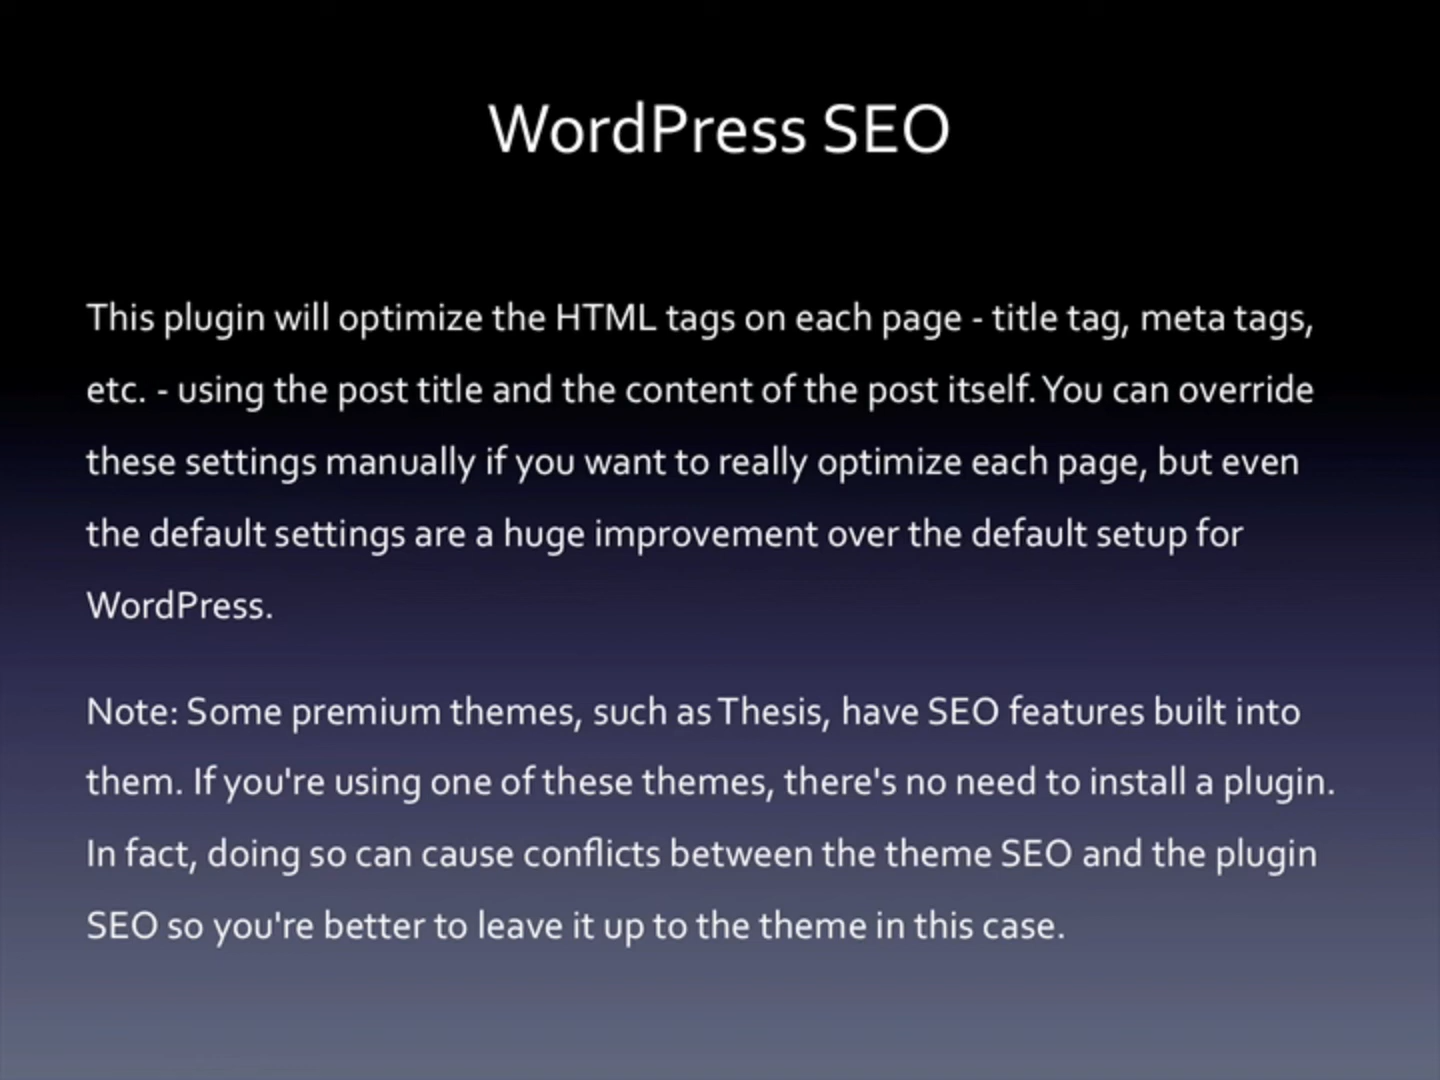 WordPress SEO
This plugin will optimize the HTML tags on each page - title tag, meta tags,
etc. - using the post title and the content of the post itself. You can override
these settings manually if you want to really optimize each page, but even
the default settings are a huge improvement over the default setup for
WordPress.
Note: Some premium themes, such as Thesis, have SEO features built into
them. If you're using one of these themes, there's no need to install a plugin.
In fact, doing so can cause conflicts between the theme SEO and the plugin
SEO so you're better to leave it up to the theme in this case.